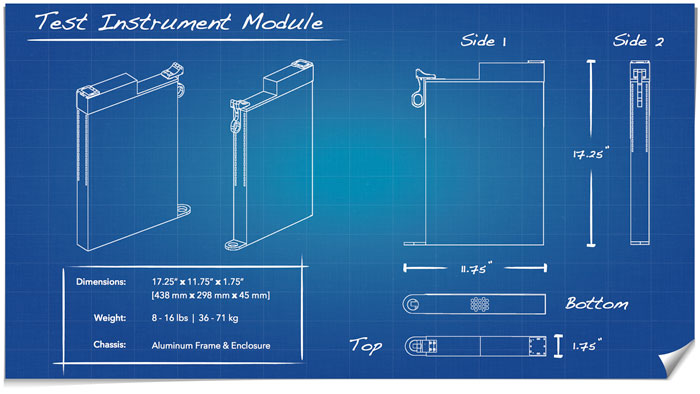 Test Instrument Module
Side 1
Side 2
17.25"
11.75"
Dimensions: 17.25" x 11.75" x 1.75"
[438 mm x 298 mm x 45 mm]
Weight: 8 - 16 lbs | 36 - 71 kg
Chassis: Aluminum Frame & Enclosure
Bottom
Top
1.75"